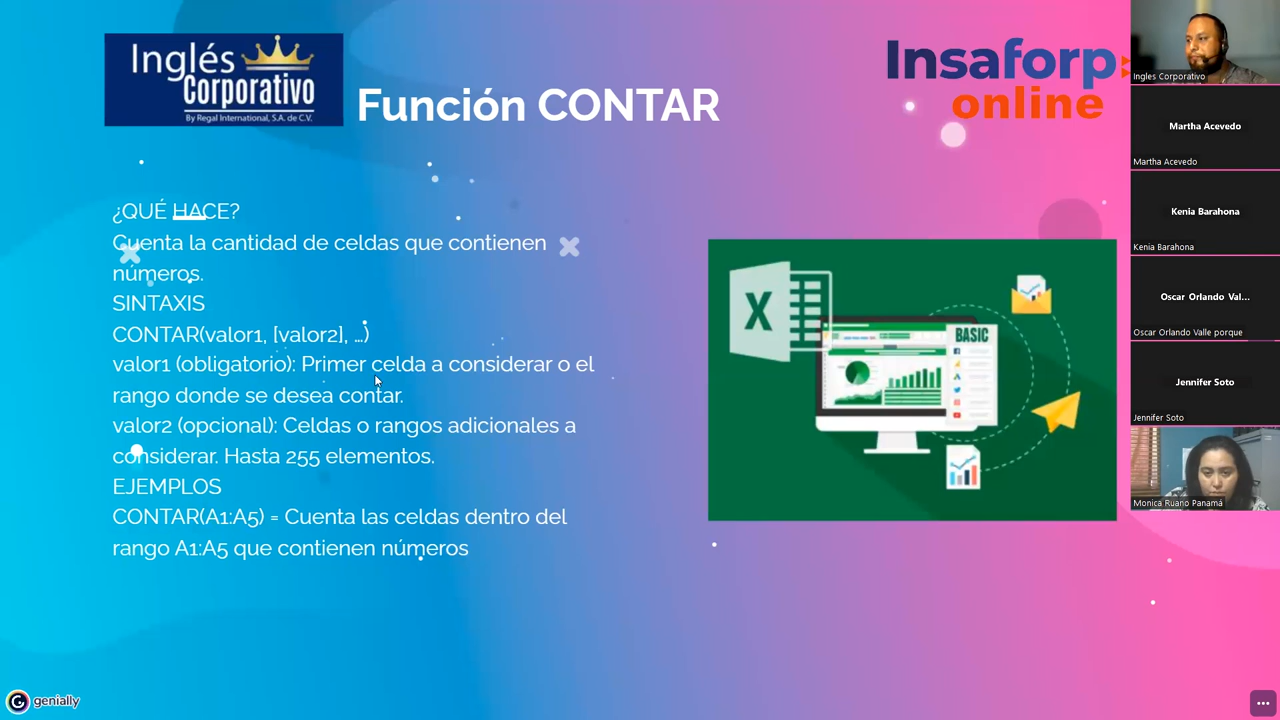 Inglés
Corporativo
By Regal International, S.A. de C.V.
Función CONTAR
Insaforp
online
¿QUÉ HACE?
Cuenta la cantidad de celdas que contienen
números.
SINTAXIS
CONTAR(valor1, [valor2], …)
valor1 (obligatorio): Primer celda a considerar o el
rango donde se desea contar.
valor2 (opcional): Celdas o rangos adicionales a
considerar. Hasta 255 elementos.
EJEMPLOS
CONTAR(A1:A5) = Cuenta las celdas dentro del
rango A1:A5 que contienen números
X
BASIC
genially
Ingles Corporativo
Martha Acevedo
Martha Acevedo
Kenia Barahona
Kenia Barahona
Oscar Orlando Val...
Oscar Orlando Valle porque
Jennifer Soto
Jennifer Soto
Monica Ruano Panamá